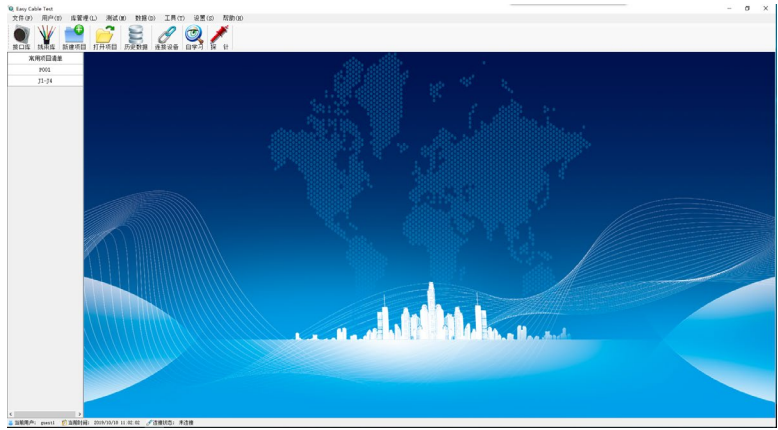 Easy Cable Test
文件(F) 用户(U) 库管理(L) 测试(M) 数据(D) 工具(T) 设置(S) 帮助(H)
接口库 线束库 新建项目 打开项目 历史数据 连接设备 自学习 探 针
常用项目清单
P001
J1-J4
当前用户: guest1 当前时间: 2019/10/18 11:02:02 连接状态: 未连接